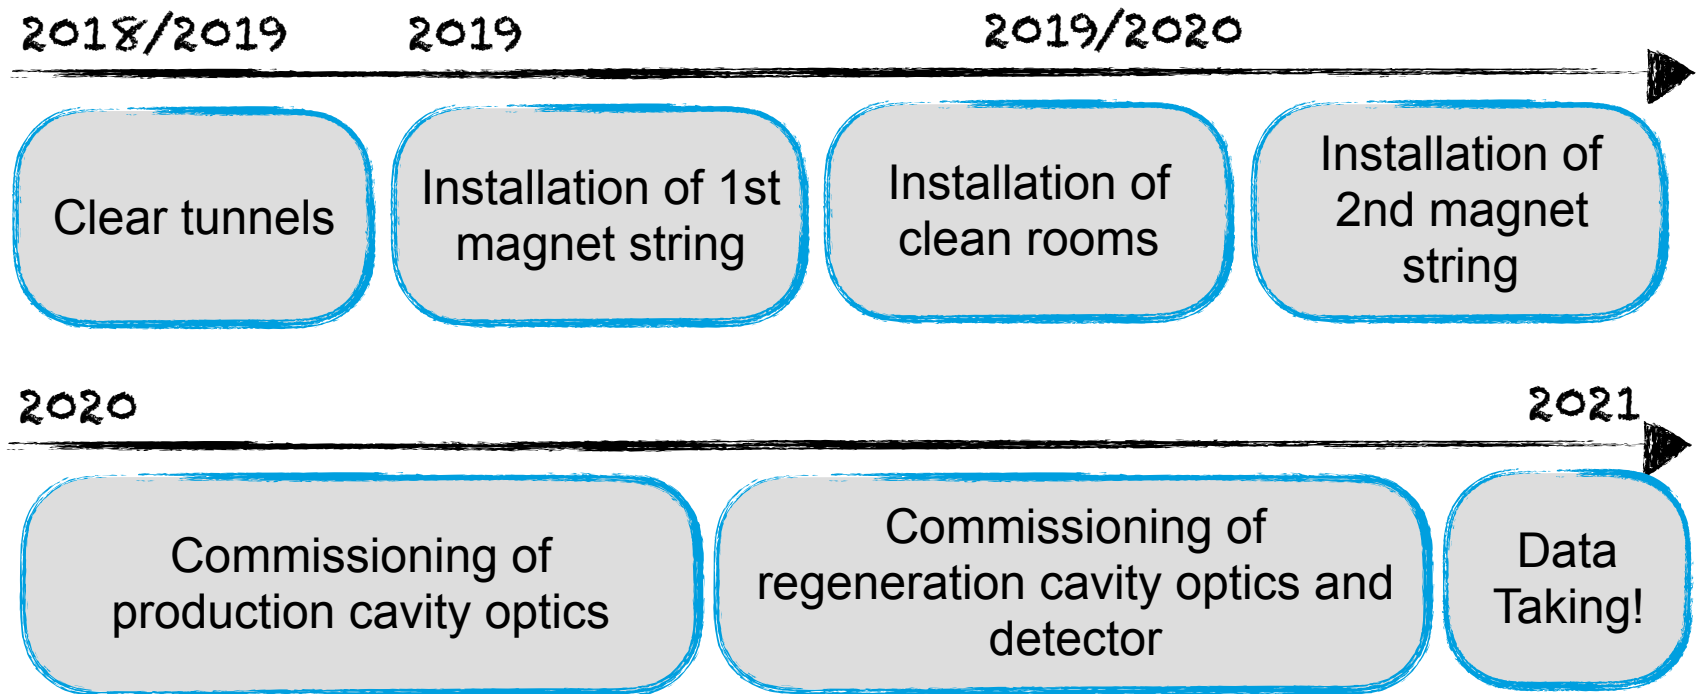 2018/2019 2019 2019/2020
Clear tunnels
Installation of 1st
magnet string
Installation of
clean rooms
Installation of
2nd magnet
string
2020 2021
Commissioning of
production cavity optics
Commissioning of
regeneration cavity optics and
detector
Data
Taking!